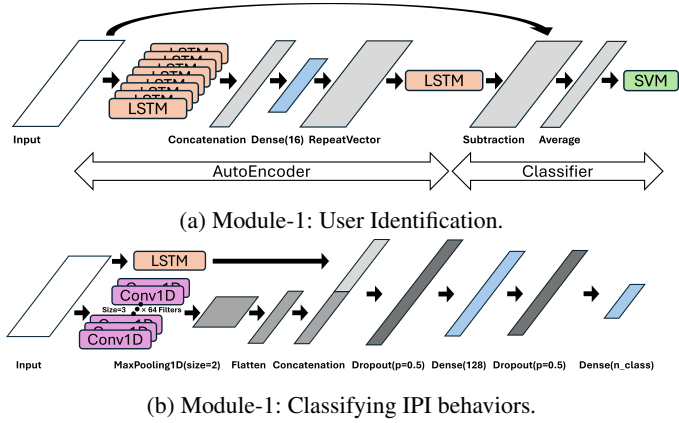 LSTM
LSTM
LSTM
SVM
Input
Concatenation
Dense(16)
RepeatVector
Subtraction
Average
AutoEncoder
Classifier
(a) Module-1: User Identification.
LSTM
Conv1D
Size=3
× 64 Filters
Conv1D
Input
MaxPooling1D(size=2)
Flatten
Concatenation
Dropout(p=0.5)
Dense(128)
Dropout(p=0.5)
Dense(n_class)
(b) Module-1: Classifying IPI behaviors.